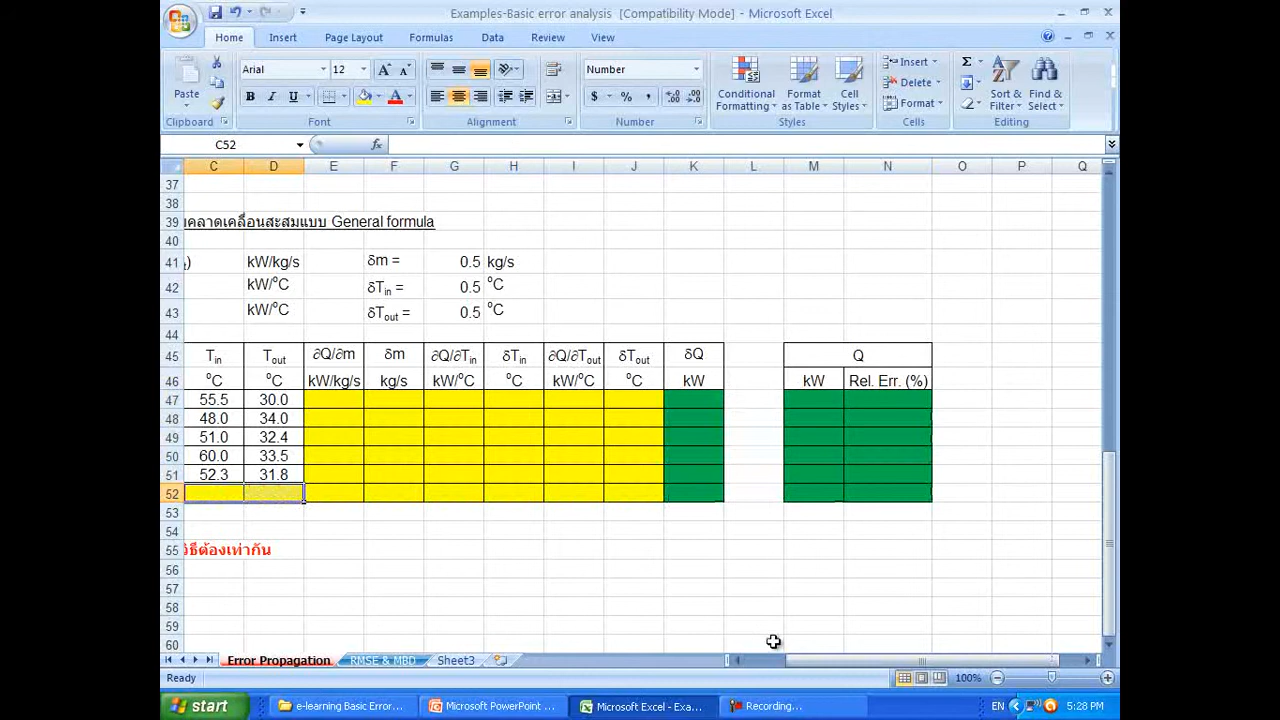 Examples-Basic error analysis [Compatibility Mode] - Microsoft Excel
Home Insert Page Layout Formulas Data Review View
Arial 12 Number Insert
Paste B I U $ % , Conditional Formatting Format as Table Cell Styles Delete Format Sort & Filter Find & Select
Clipboard Font Alignment Number Styles Cells Editing
C52 fx
C D E F G H I J K L M N O P Q
37
38
39 คลาดเคลื่อนสะสมแบบ General formula
40
41 kW/kg/s δm = 0.5 kg/s
42 kW/°C δTin = 0.5 °C
43 kW/°C δTout = 0.5 °C
44
45 Tin Tout ∂Q/∂m δm ∂Q/∂Tin δTin ∂Q/∂Tout δTout δQ Q
46 °C °C kW/kg/s kg/s kW/°C °C kW/°C °C kW kW Rel. Err. (%)
47 55.5 30.0
48 48.0 34.0
49 51.0 32.4
50 60.0 33.5
51 52.3 31.8
52
53
54
55 วิธีต้องเท่ากัน
56
57
58
59
60
Error Propagation RMSE & MBD Sheet3
Ready 100%
start e-learning Basic Error... Microsoft PowerPoint ... Microsoft Excel - Exa... Recording... EN 5:28 PM